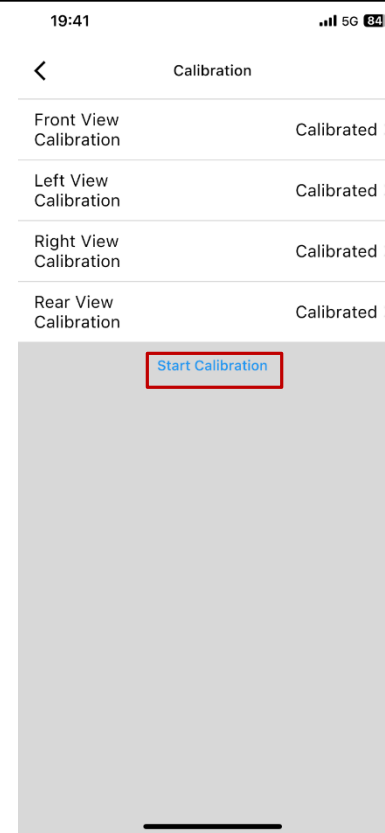 19:41 5G 84
Calibration
Front View
Calibration
Calibrated
Left View
Calibration
Calibrated
Right View
Calibration
Calibrated
Rear View
Calibration
Calibrated
Start Calibration